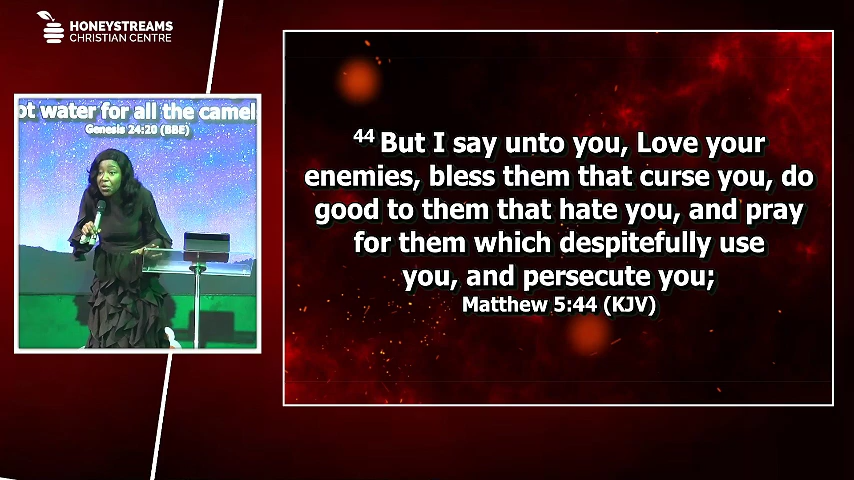 HONEYSTREAMS
CHRISTIAN CENTRE
water for all the camel
Genesis 24:20 (BBE)
44 But I say unto you, Love your
enemies, bless them that curse you, do
good to them that hate you, and pray
for them which despitefully use
you, and persecute you;
Matthew 5:44 (KJV)